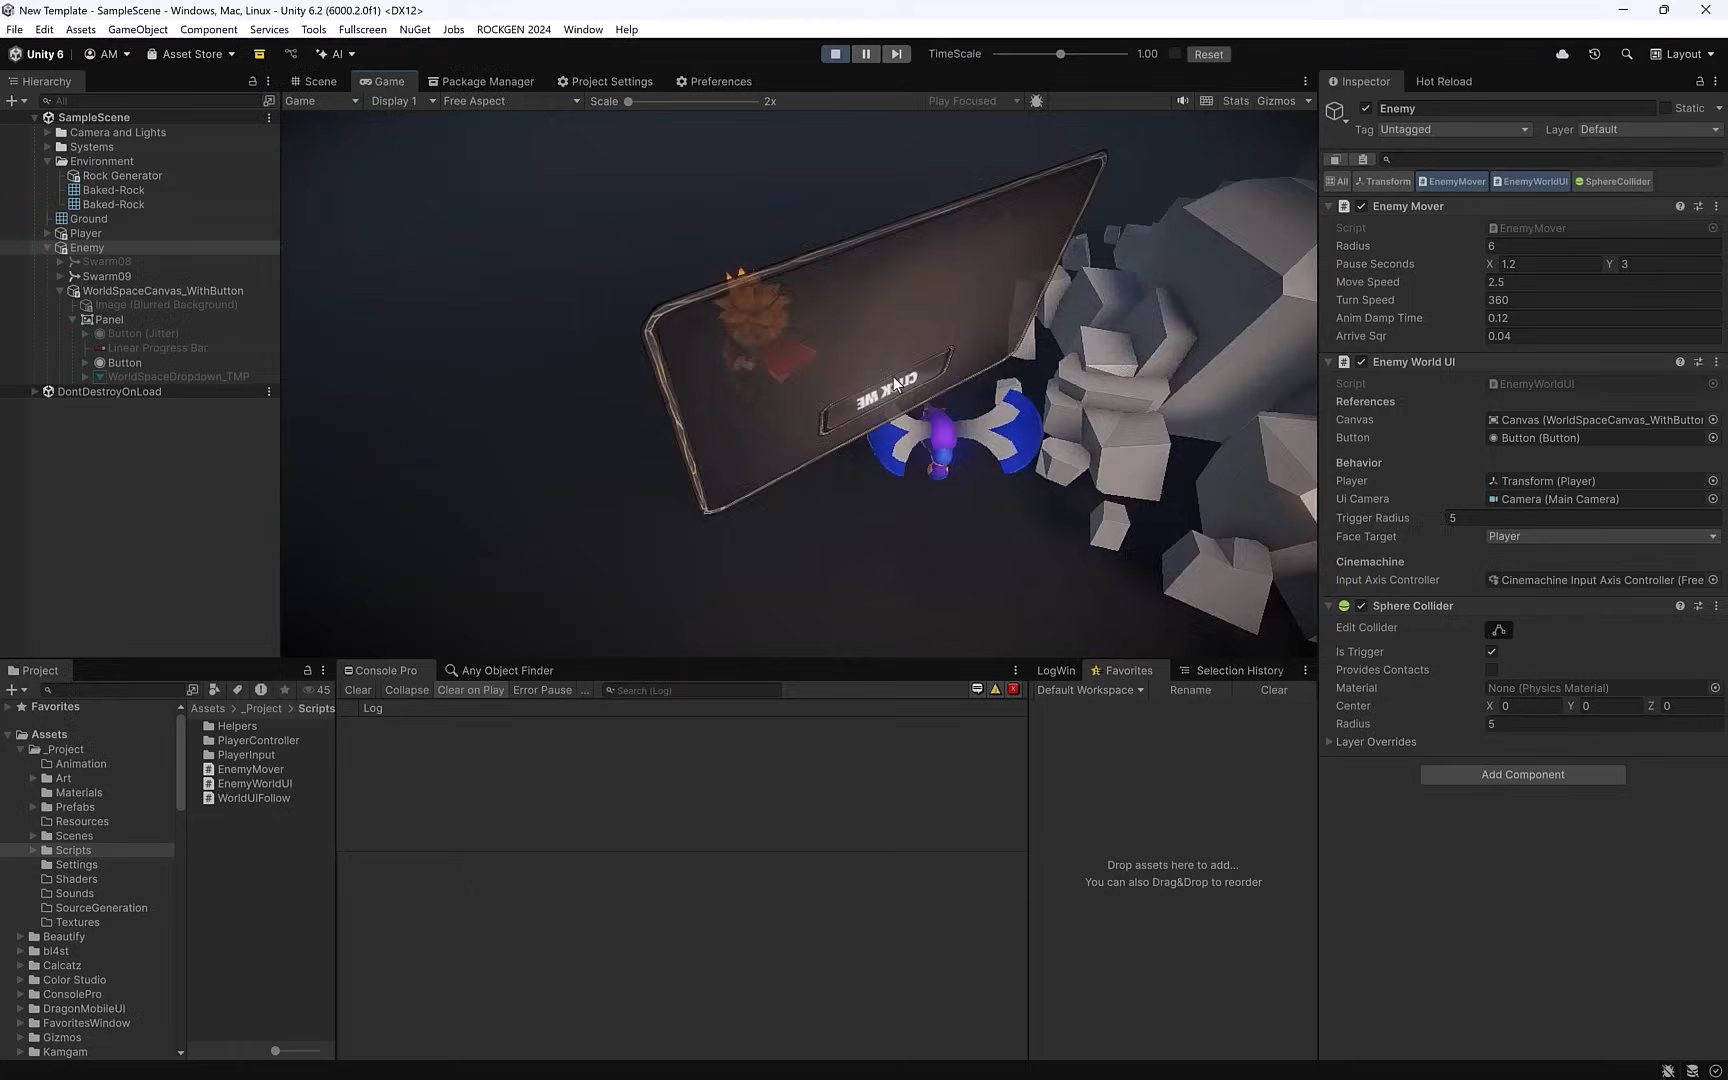 New Template - SampleScene - Windows, Mac, Linux - Unity 6.2 (6000.2.0f1) <DX12>
File Edit Assets GameObject Component Services Tools Fullscreen NuGet Jobs ROCKGEN 2024 Window Help
Unity 6 AM Asset Store AI TimeScale 1.00 Reset Layout
Hierarchy Scene Game Package Manager Project Settings Preferences Inspector Hot Reload
All Game Display 1 Free Aspect Scale 2x Play Focused Stats Gizmos
Enemy Static
Tag Untagged Layer Default
SampleScene
Camera and Lights
Systems
Environment
Rock Generator
Baked-Rock
Baked-Rock
Ground
Player
Enemy
Swarm08
Swarm09
WorldSpaceCanvas_WithButton
Image (Blurred Background)
Panel
Button (Jitter)
Linear Progress Bar
Button
WorldSpaceDropdown_TMP
DontDestroyOnLoad
CLICK ME
All Transform EnemyMover EnemyWorldUI SphereCollider
Enemy Mover
Script EnemyMover
Radius 6
Pause Seconds X 1.2 Y 3
Move Speed 2.5
Turn Speed 360
Anim Damp Time 0.12
Arrive Sqr 0.04
Enemy World UI
Script EnemyWorldUI
References
Canvas Canvas (WorldSpaceCanvas_WithButtor
Button Button (Button)
Behavior
Player Transform (Player)
Ui Camera Camera (Main Camera)
Trigger Radius 5
Face Target Player
Cinemachine
Input Axis Controller Cinemachine Input Axis Controller (Free
Sphere Collider
Edit Collider
Is Trigger
Provides Contacts
Material None (Physics Material)
Center X 0 Y 0 Z 0
Radius 5
Layer Overrides
Add Component
Project
45
Favorites
Assets
_Project
Animation
Art
Materials
Prefabs
Resources
Scenes
Scripts
Settings
Shaders
Sounds
SourceGeneration
Textures
Beautify
bl4st
Calcatz
Color Studio
ConsolePro
DragonMobileUI
FavoritesWindow
Gizmos
Kamgam
Assets > _Project > Scripts
Helpers
PlayerController
PlayerInput
EnemyMover
EnemyWorldUI
WorldUIFollow
Console Pro Any Object Finder
Clear Collapse Clear on Play Error Pause ... Search (Log)
Log
LogWin Favorites Selection History
Default Workspace Rename Clear
Drop assets here to add...
You can also Drag&Drop to reorder